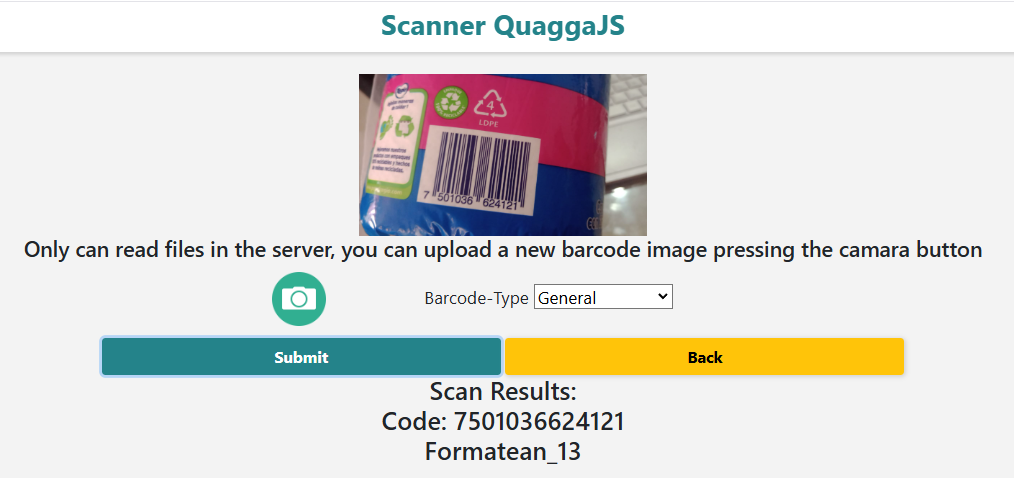 Scanner QuaggaJS
4
LDPE
7 501036 624121
Only can read files in the server, you can upload a new barcode image pressing the camara button
Barcode-Type General
Submit Back
Scan Results:
Code: 7501036624121
Formatean_13